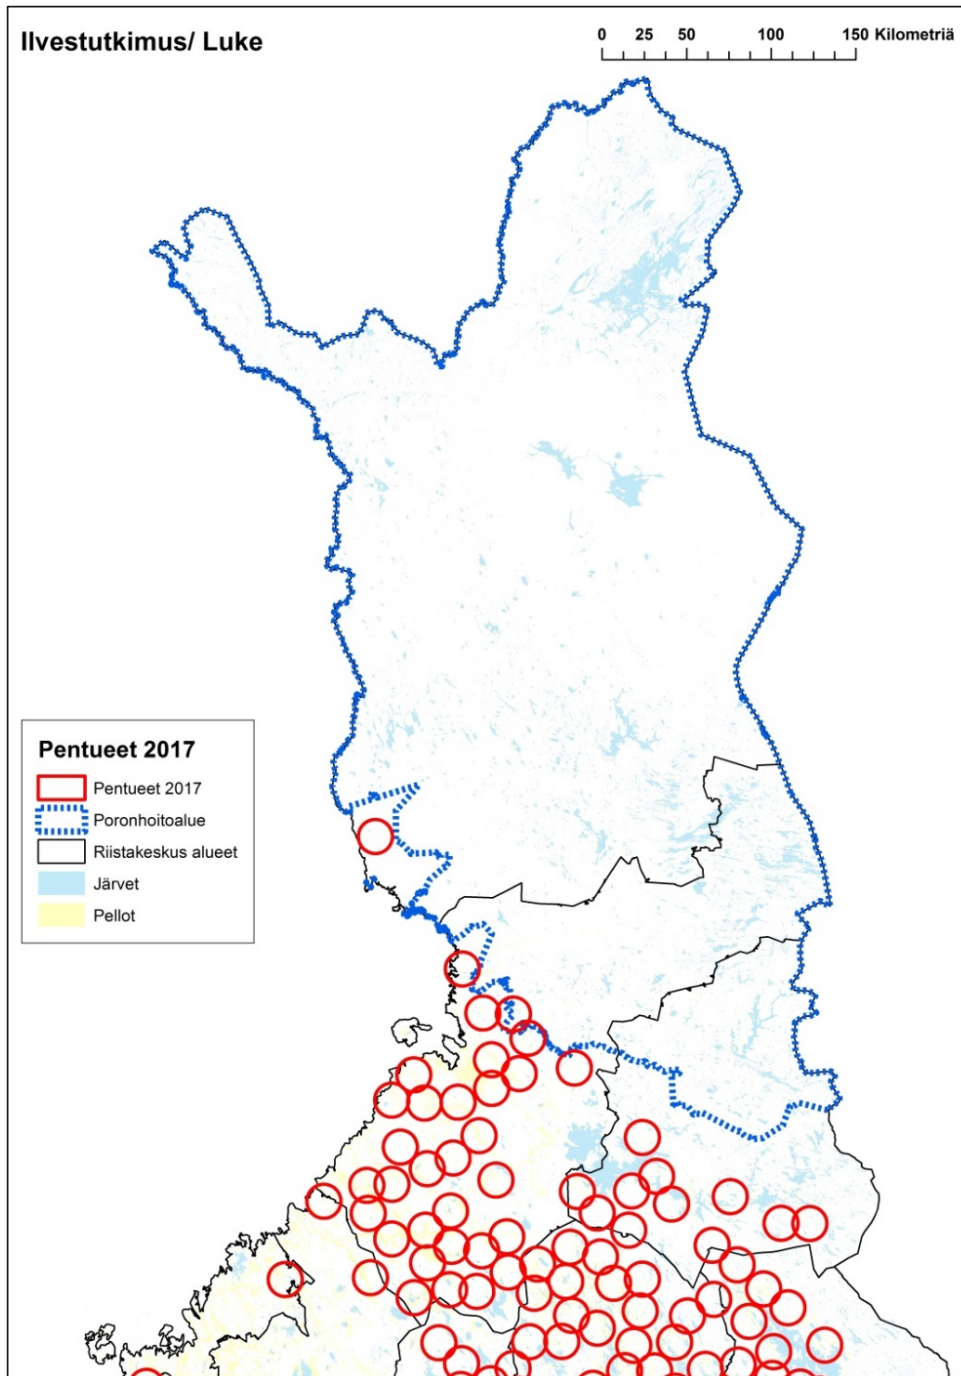 Ilvestutkimus/ Luke
0 25 50 100 150 Kilometriä
Pentueet 2017
Pentueet 2017
Poronhoitoalue
Riistakeskus alueet
Järvet
Pellot